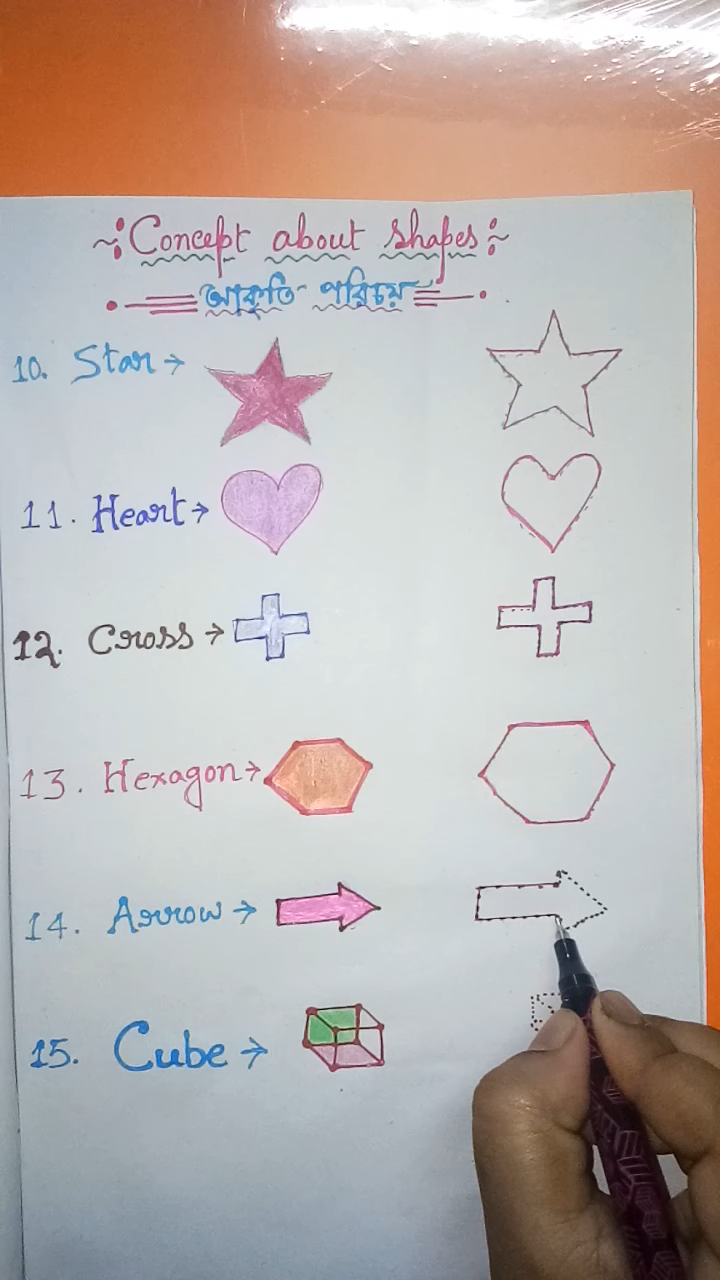 Concept about shapes
আকৃতি পরিচয়
10. Star →
11. Heart →
12. Cross →
13. Hexagon →
14. Arrow →
15. Cube →